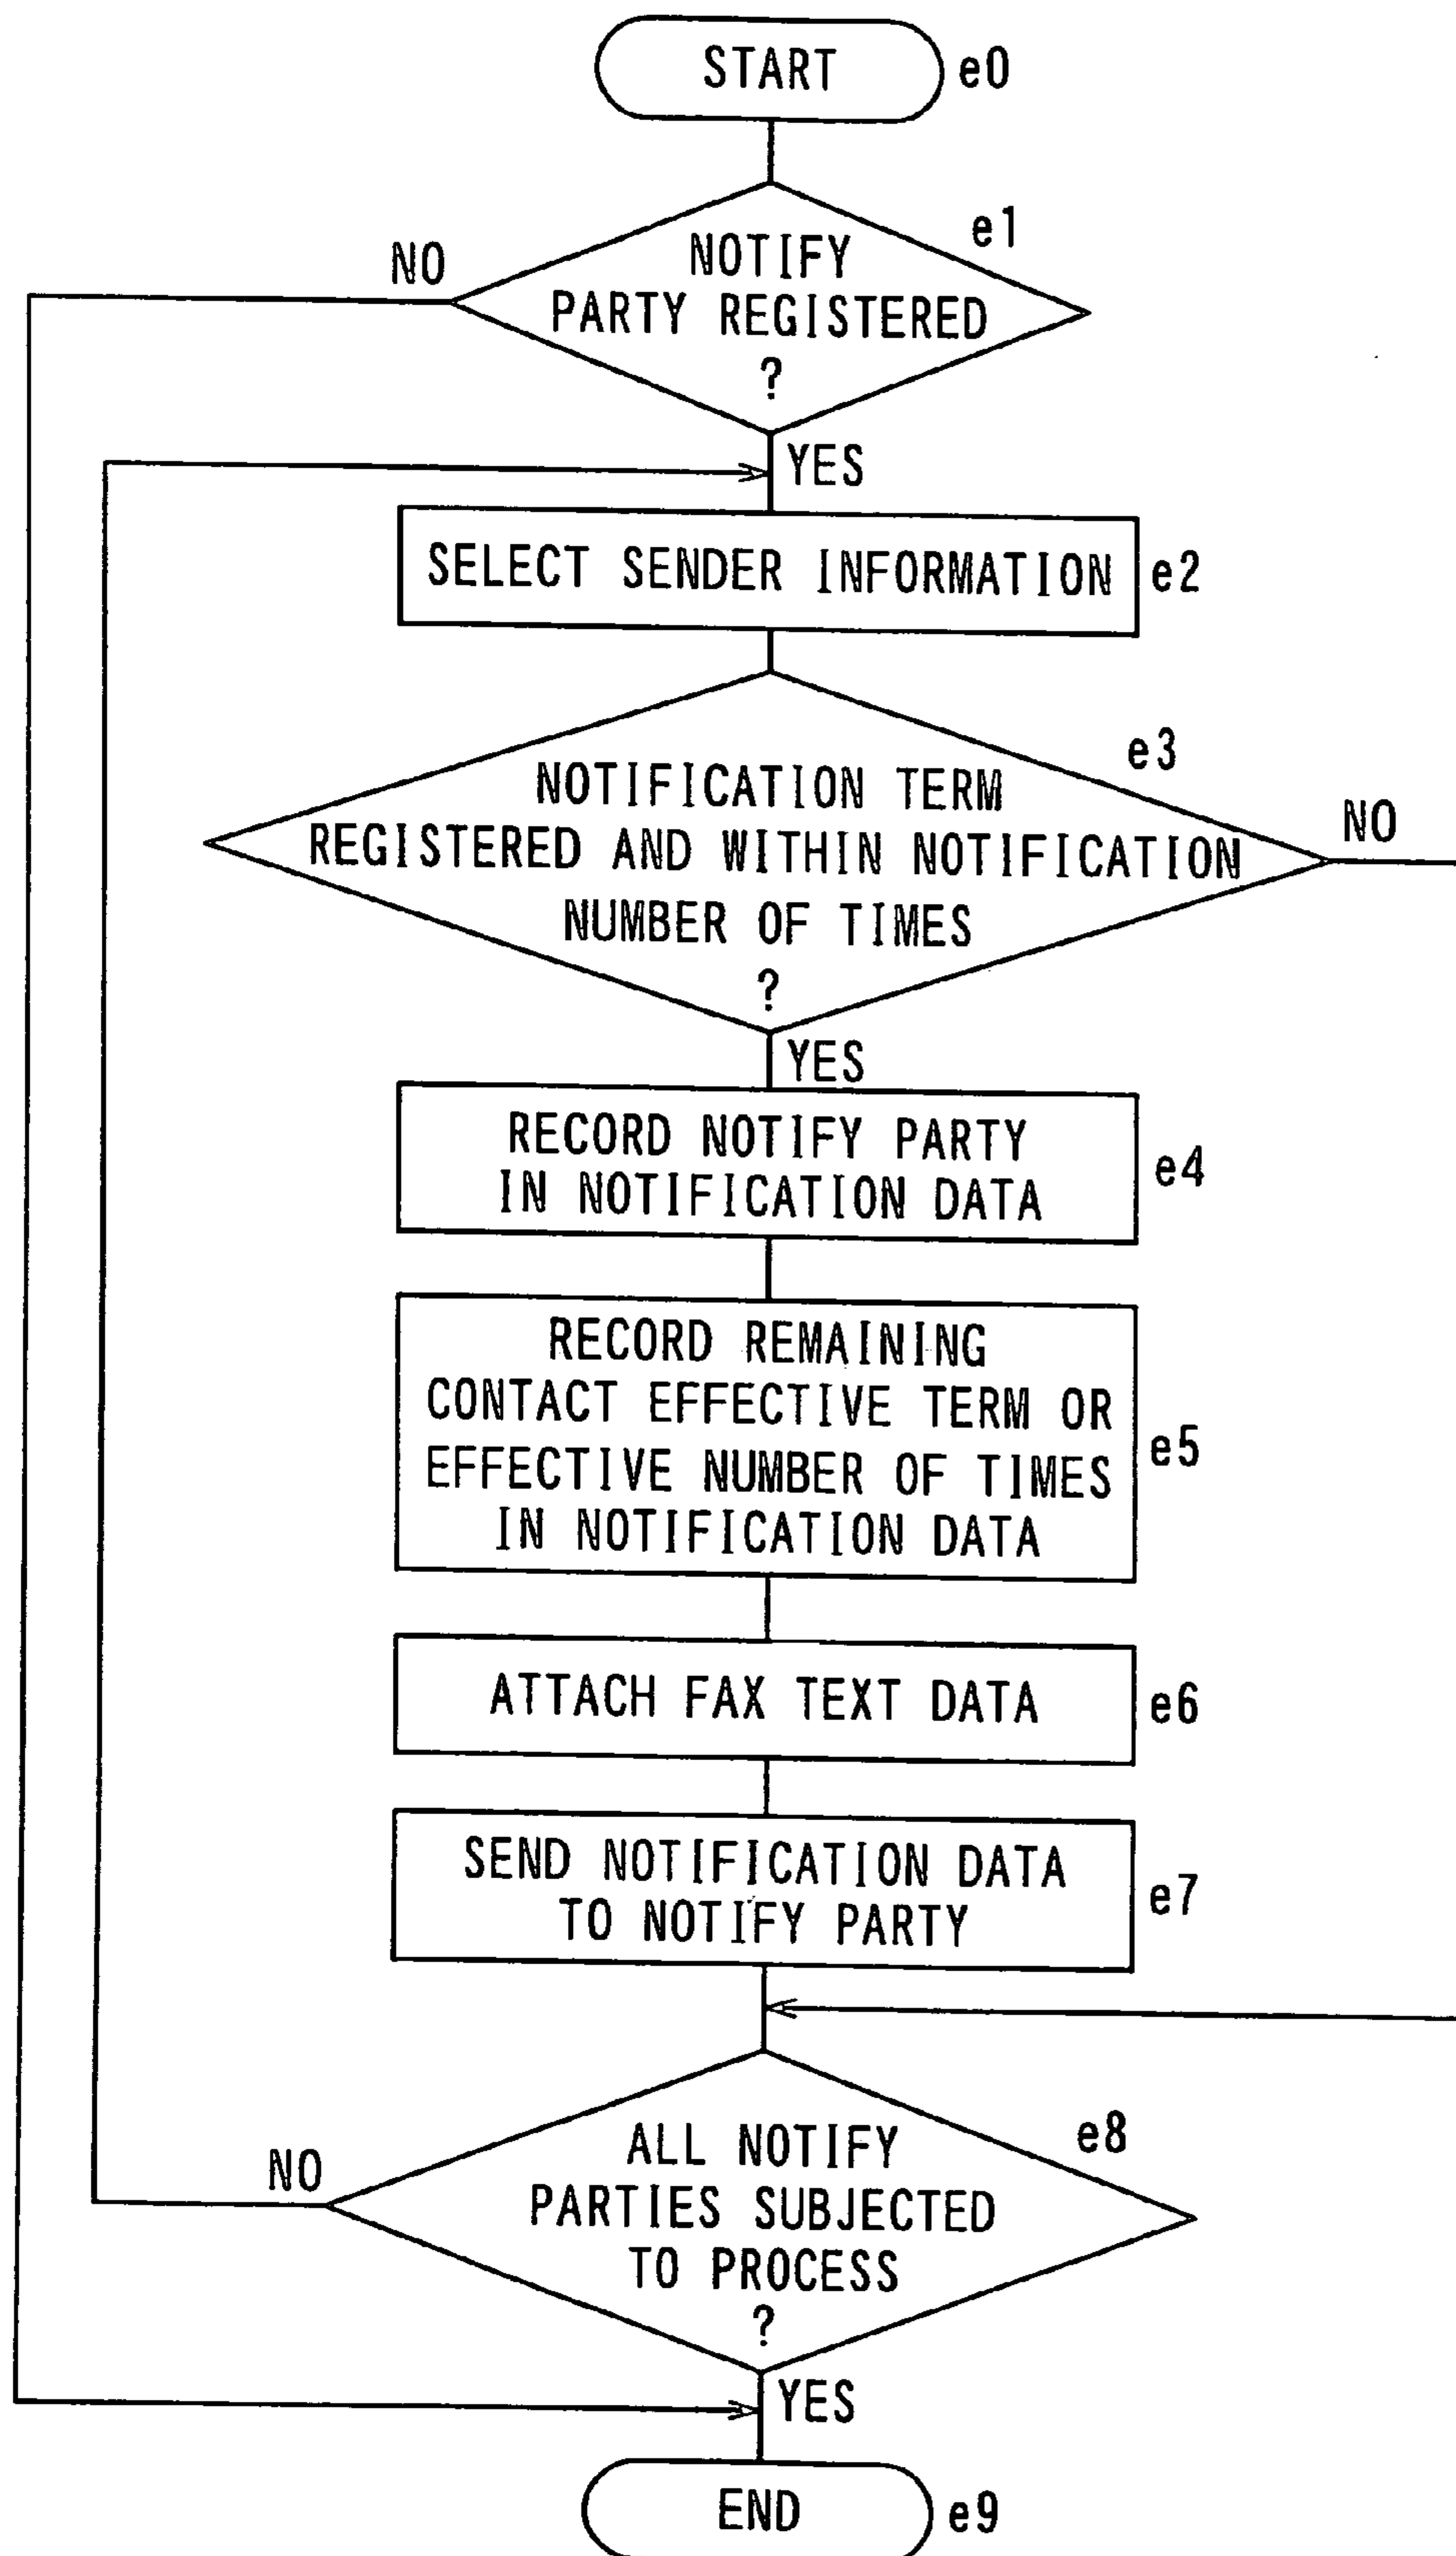 START e0
e1
NO
NOTIFY
PARTY REGISTERED
?
YES
SELECT SENDER INFORMATION e2
e3
NOTIFICATION TERM
NO
REGISTERED AND WITHIN NOTIFICATION
NUMBER OF TIMES
?
YES
RECORD NOTIFY PARTY
IN NOTIFICATION DATA
e4
RECORD REMAINING
CONTACT EFFECTIVE TERM OR
EFFECTIVE NUMBER OF TIMES
IN NOTIFICATION DATA
e5
ATTACH FAX TEXT DATA e6
SEND NOTIFICATION DATA
TO NOTIFY PARTY
e7
e8
NO
ALL NOTIFY
PARTIES SUBJECTED
TO PROCESS
?
YES
END e9